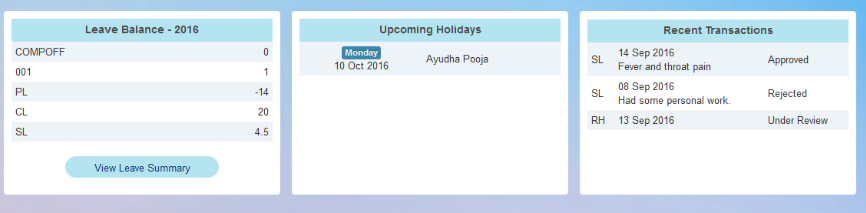 Leave Balance - 2016
COMPOFF 0
001 1
PL -14
CL 20
SL 4.5
View Leave Summary
Upcoming Holidays
Monday
10 Oct 2016 Ayudha Pooja
Recent Transactions
SL 14 Sep 2016 Approved
Fever and throat pain
SL 08 Sep 2016 Rejected
Had some personal work.
RH 13 Sep 2016 Under Review